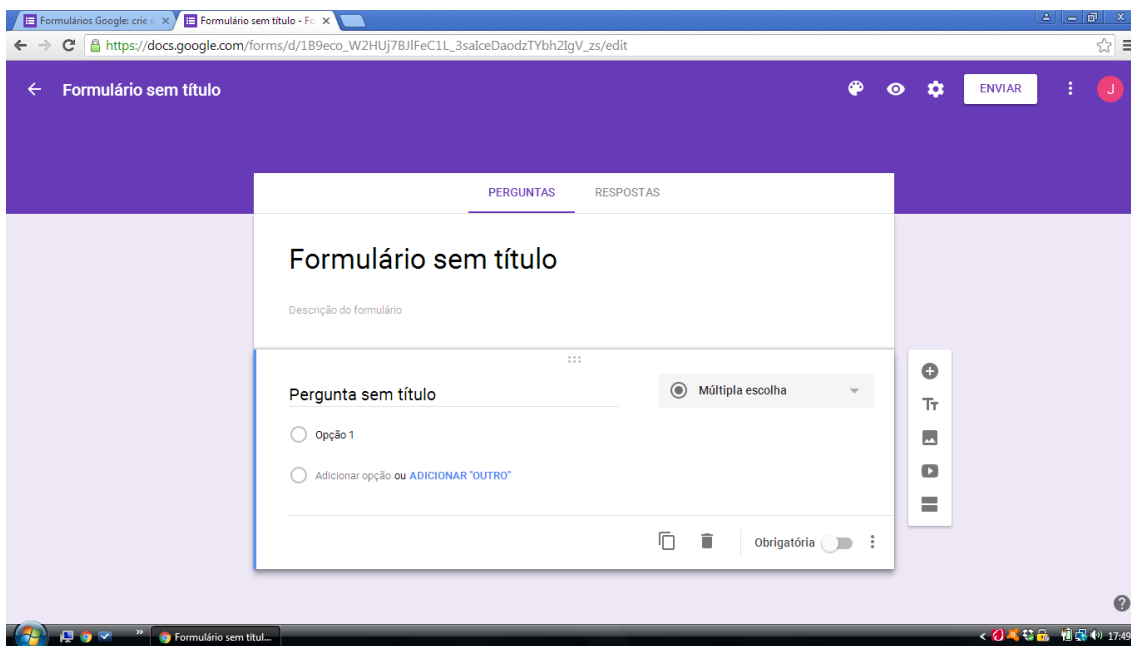 Formulários Google: crie e
Formulário sem título - Fo
https://docs.google.com/forms/d/1B9eco_W2HUj7BJlFeC1L_3saIceDaodzTYbh2IgV_zs/edit
Formulário sem título
ENVIAR
J
PERGUNTAS RESPOSTAS
Formulário sem título
Descrição do formulário
Pergunta sem título
Múltipla escolha
Opção 1
Adicionar opção ou ADICIONAR "OUTRO"
Obrigatória
Formulário sem títul...
17:49